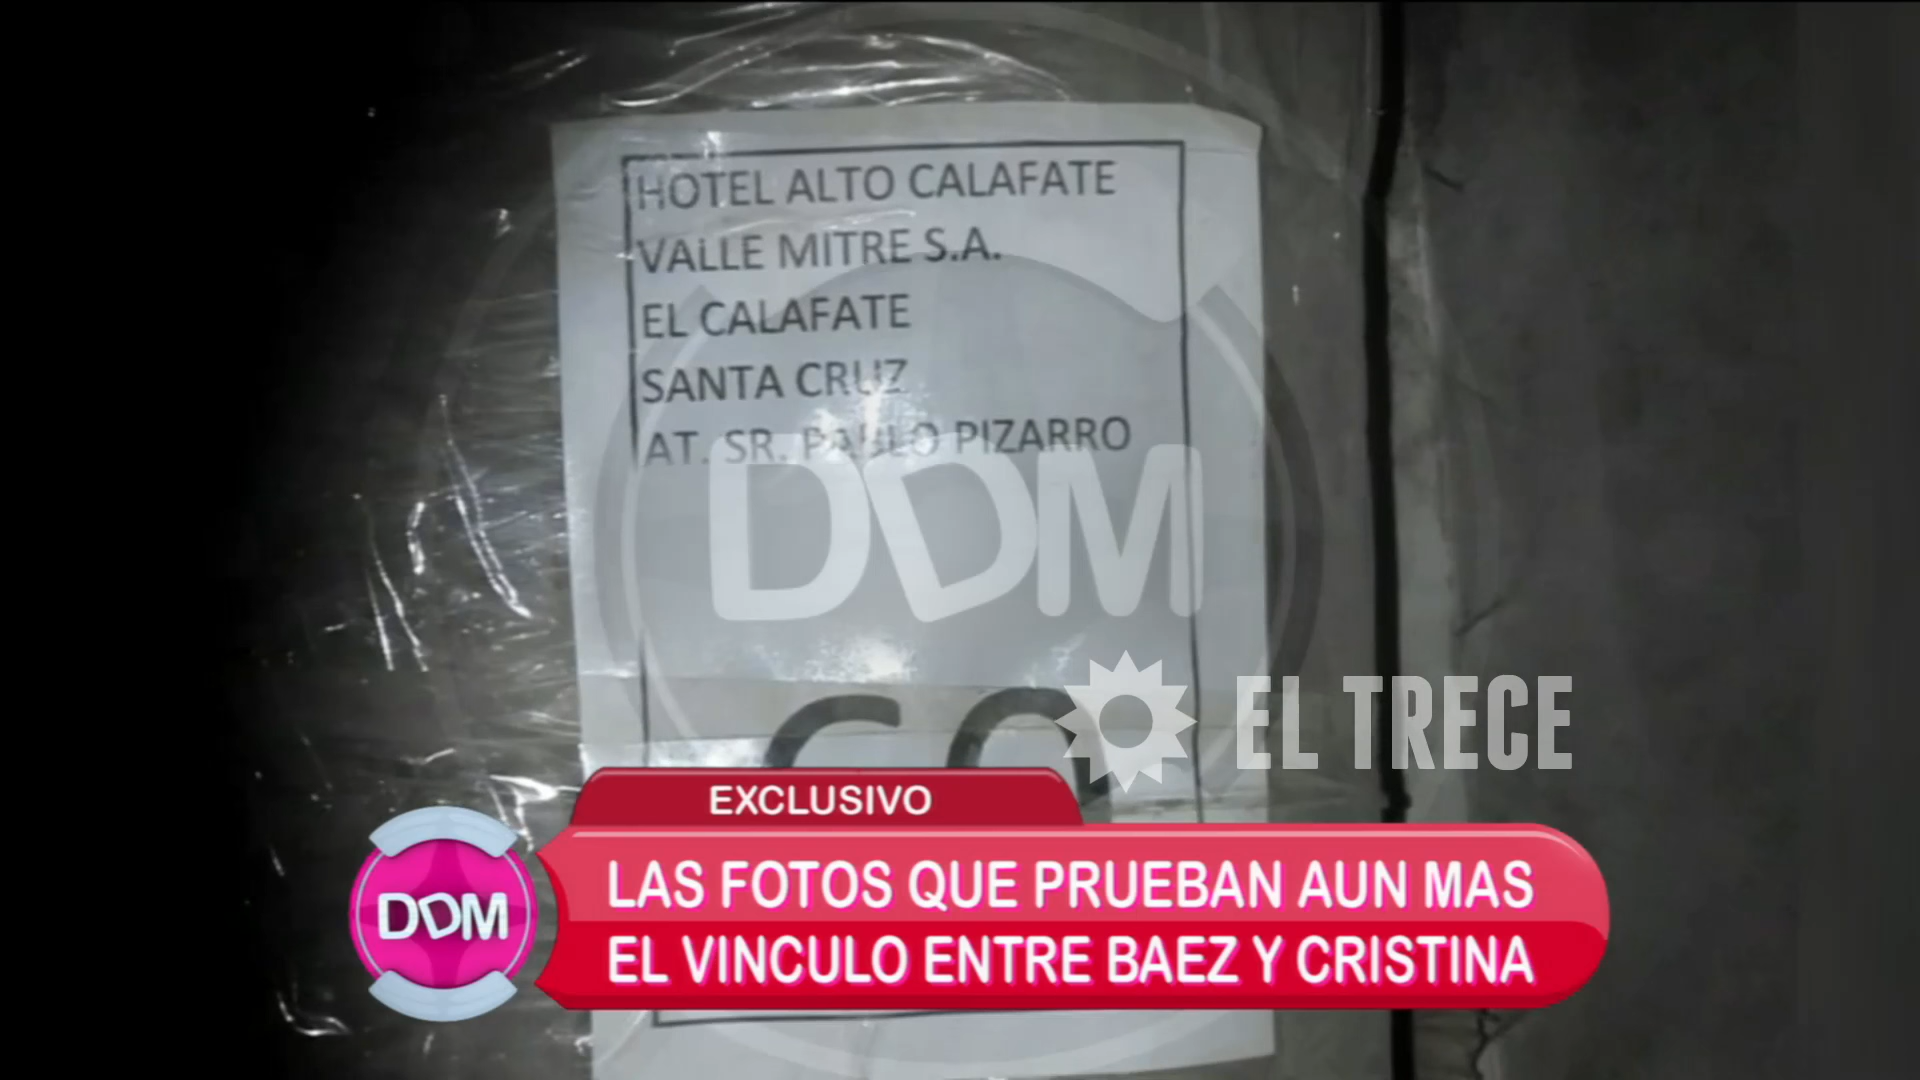 HOTEL ALTO CALAFATE
VALLE MITRE S.A.
EL CALAFATE
SANTA CRUZ
AT. SR. PABLO PIZARRO
DDM
EL TRECE
EXCLUSIVO
DDM
LAS FOTOS QUE PRUEBAN AUN MAS
EL VINCULO ENTRE BAEZ Y CRISTINA